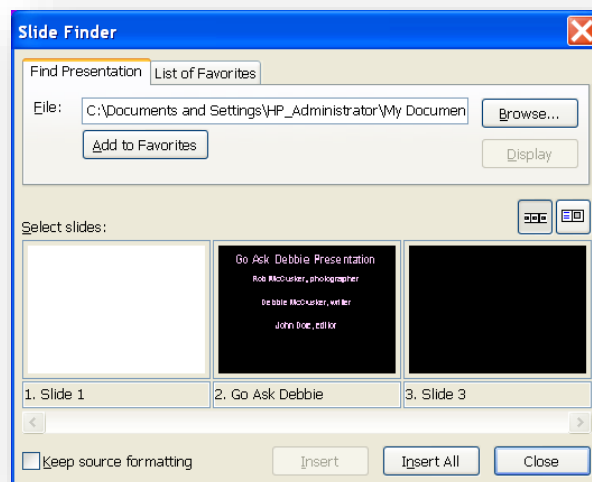 Slide Finder
Find Presentation
List of Favorites
File:
C:\Documents and Settings\HP_Administrator\My Documen
Browse...
Add to Favorites
Display
Select slides:
Go Ask Debbie Presentation
Rob McCusker, photographer
Debbie McCusker, writer
John Doe, editor
1. Slide 1
2. Go Ask Debbie
3. Slide 3
Keep source formatting
Insert
Insert All
Close